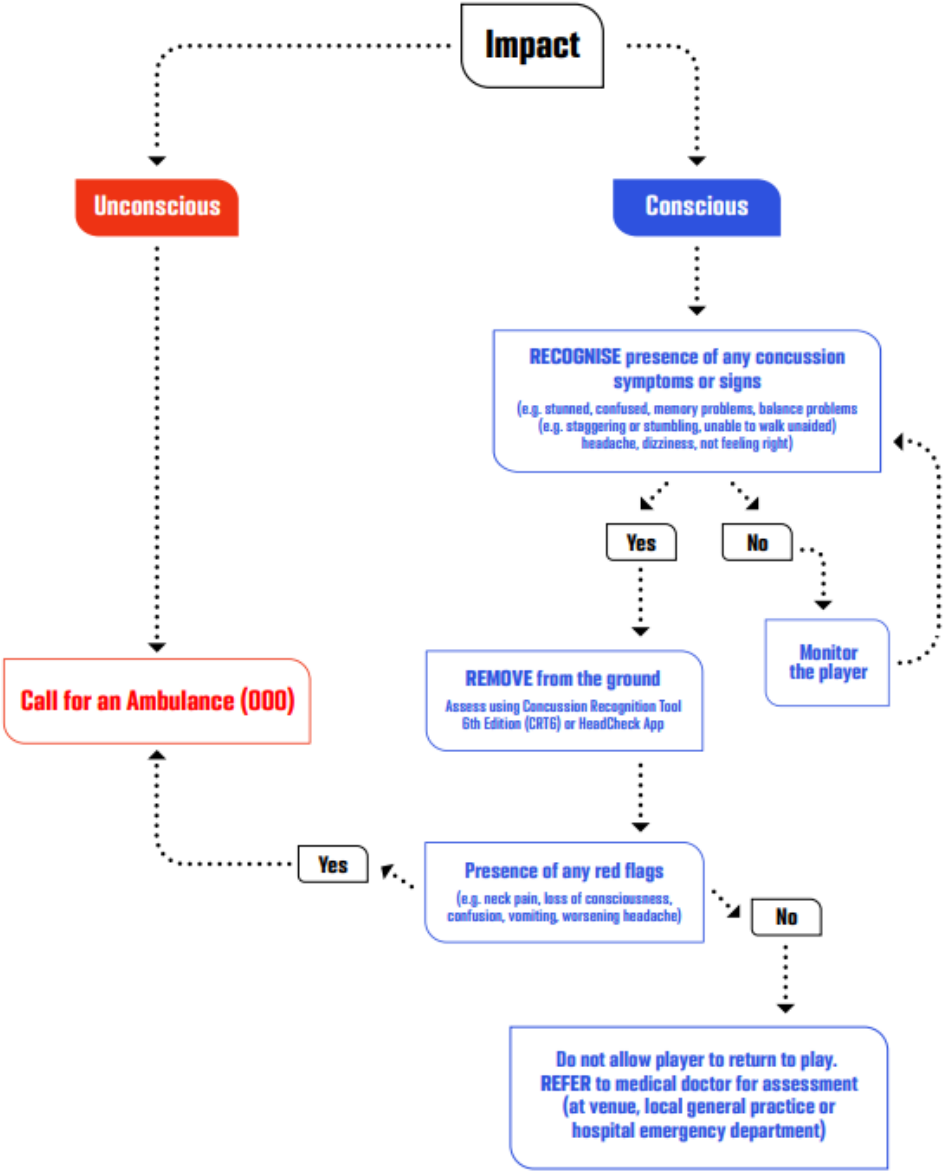 Impact
Unconscious
Conscious
RECOGNISE presence of any concussion
symptoms or signs
(e.g. stunned, confused, memory problems, balance problems
(e.g. staggering or stumbling, unable to walk unaided)
headache, dizziness, not feeling right)
Yes
No
Monitor
the player
REMOVE from the ground
Assess using Concussion Recognition Tool
6th Edition (CRT6) or HeadCheck App
Call for an Ambulance (000)
Presence of any red flags
(e.g. neck pain, loss of consciousness,
confusion, vomiting, worsening headache)
Yes
No
Do not allow player to return to play.
REFER to medical doctor for assessment
(at venue, local general practice or
hospital emergency department)